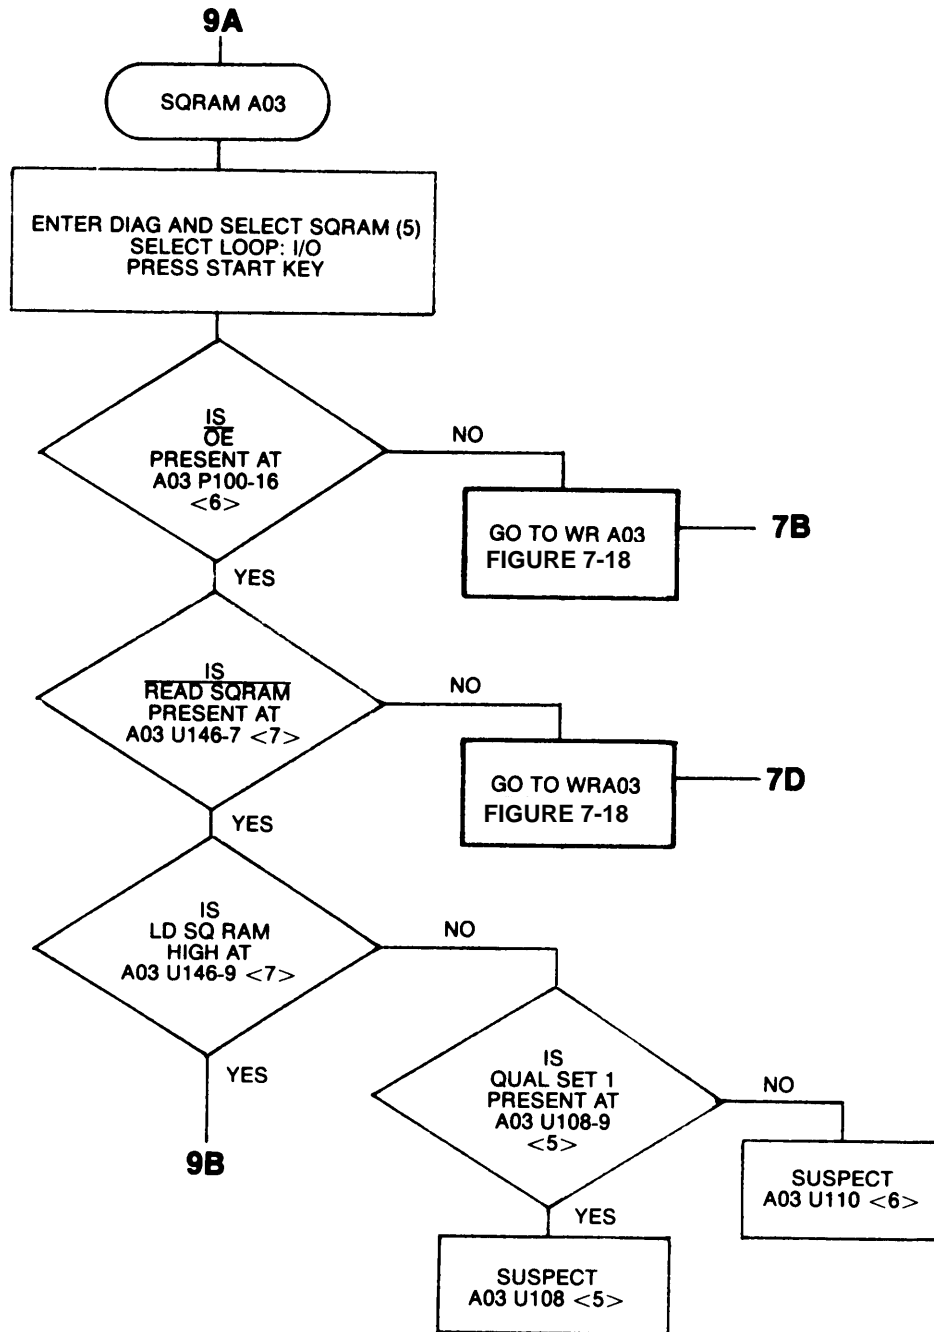 9A
SQRAM A03
ENTER DIAG AND SELECT SQRAM (5)
SELECT LOOP: I/O
PRESS START KEY
IS
OE
PRESENT AT
A03 P100-16
<6>
NO
GO TO WR A03
FIGURE 7-18
7B
YES
IS
READ SQRAM
PRESENT AT
A03 U146-7 <7>
NO
GO TO WRA03
FIGURE 7-18
7D
YES
IS
LD SQ RAM
HIGH AT
A03 U146-9 <7>
NO
YES
9B
IS
QUAL SET 1
PRESENT AT
A03 U108-9
<5>
NO
SUSPECT
A03 U110 <6>
YES
SUSPECT
A03 U108 <5>